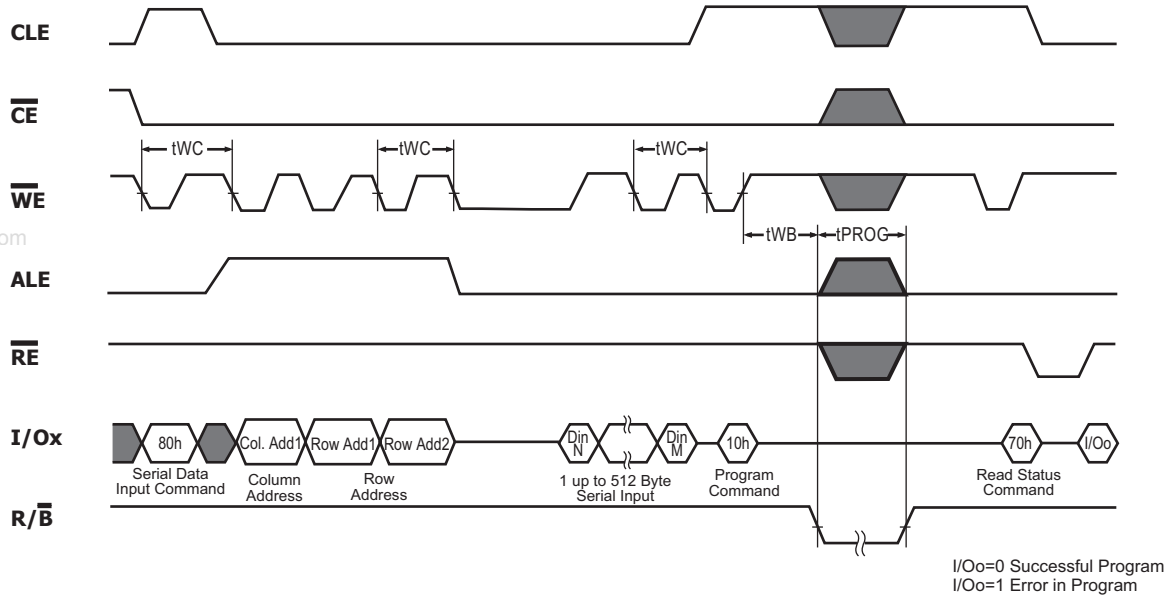 CLE
CE
tWC
tWC
tWC
WE
om
tWB
tPROG
ALE
RE
I/Ox
80h
Col. Add1
Row Add1
Row Add2
Din
N
Din
M
10h
70h
I/Oo
Serial Data
Input Command
Column
Address
Row
Address
1 up to 512 Byte
Serial Input
Program
Command
Read Status
Command
R/B
I/Oo=0 Successful Program
I/Oo=1 Error in Program